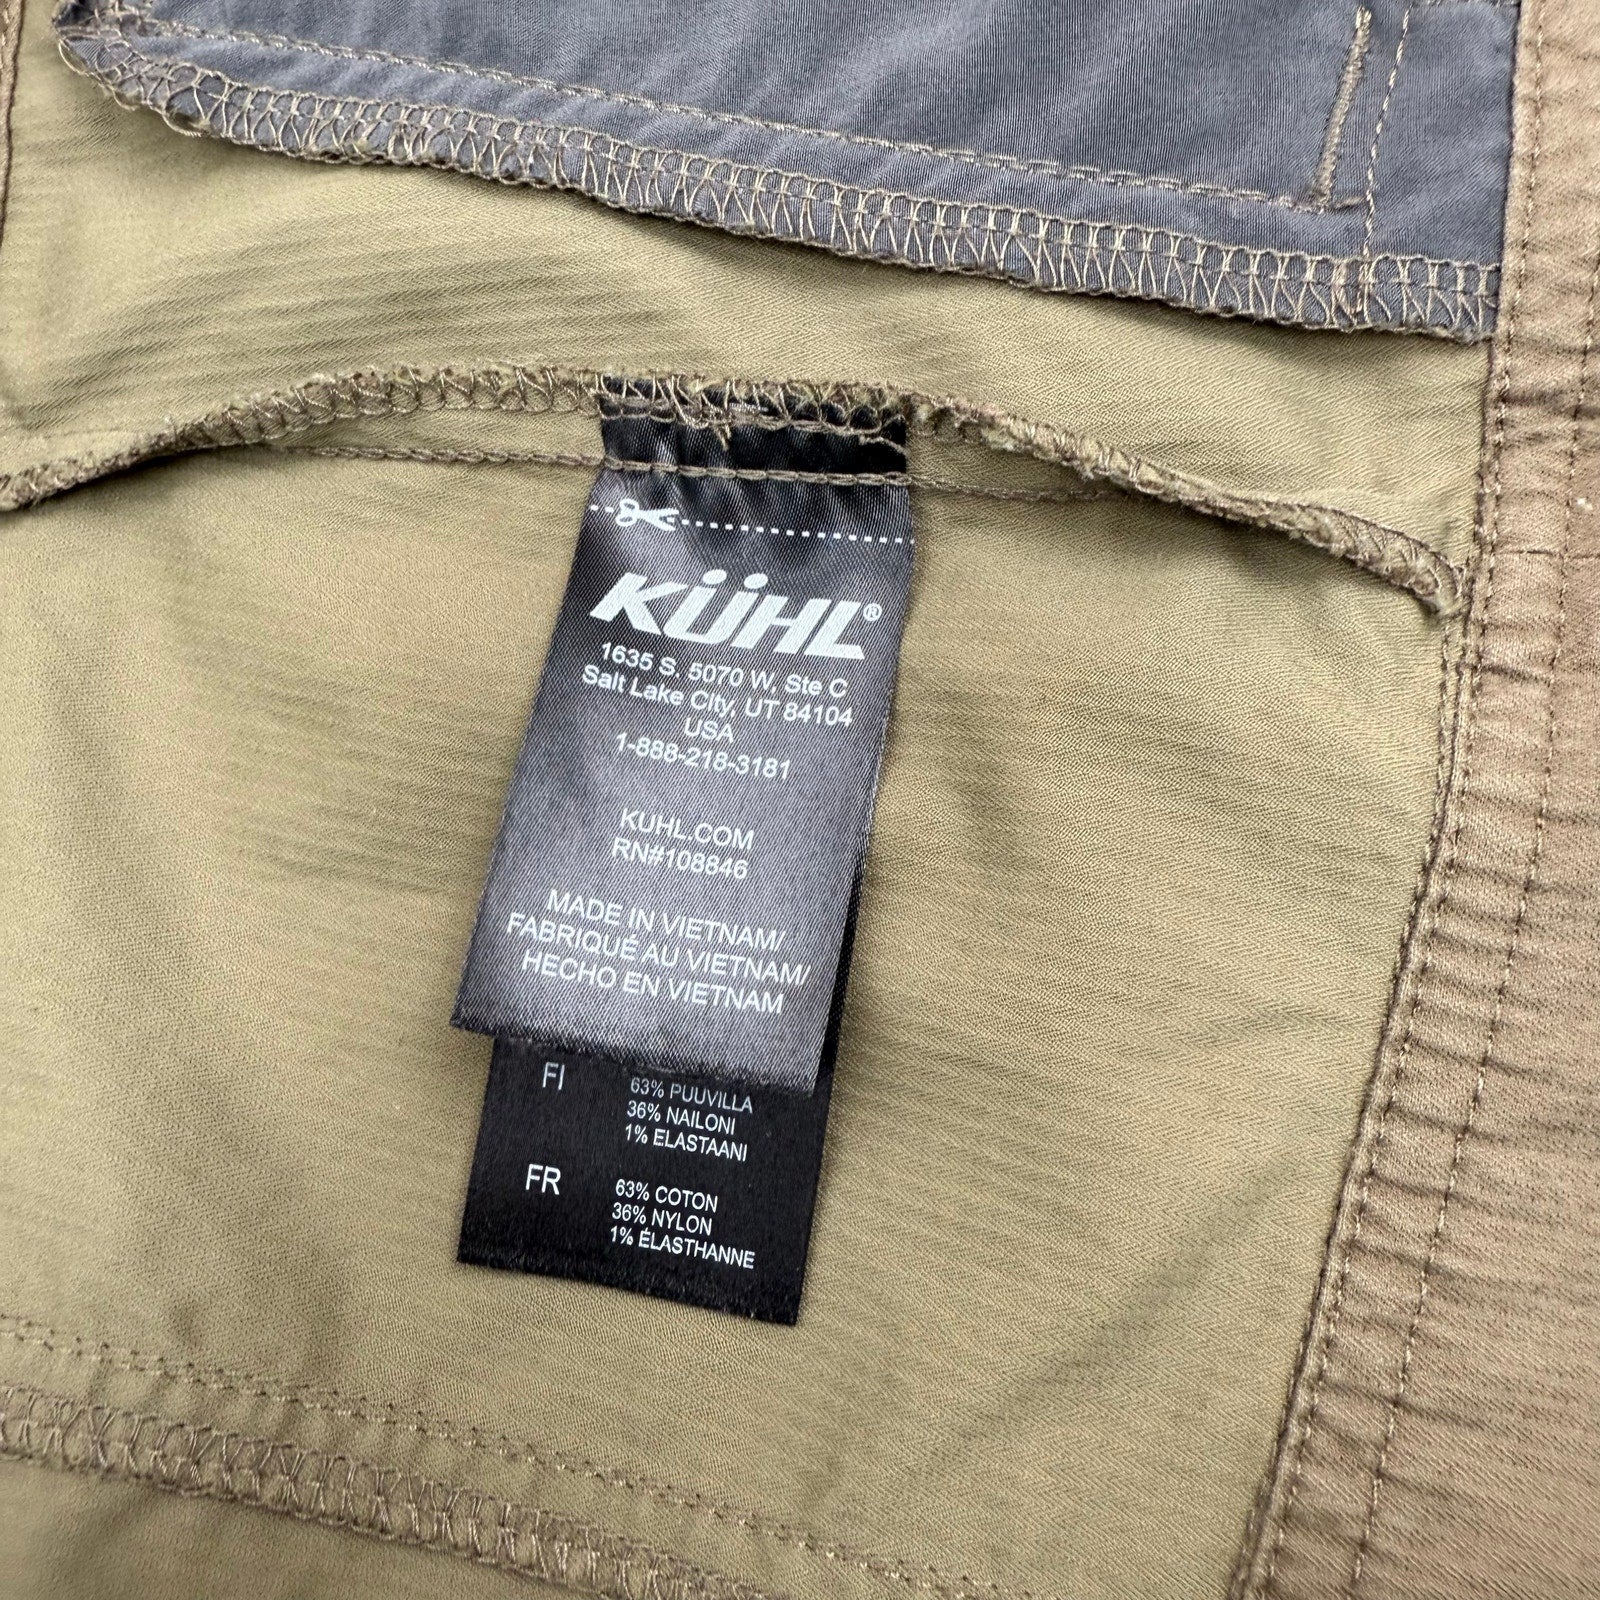 KÜHL®
1635 S. 5070 W, Ste C
Salt Lake City, UT 84104
USA
1-888-218-3181
KUHL.COM
RN#108846
MADE IN VIETNAM/
FABRIQUÉ AU VIETNAM/
HECHO EN VIETNAM
FI 63% PUUVILLA
36% NAILONI
1% ELASTAANI
FR 63% COTON
36% NYLON
1% ÉLASTHANNE